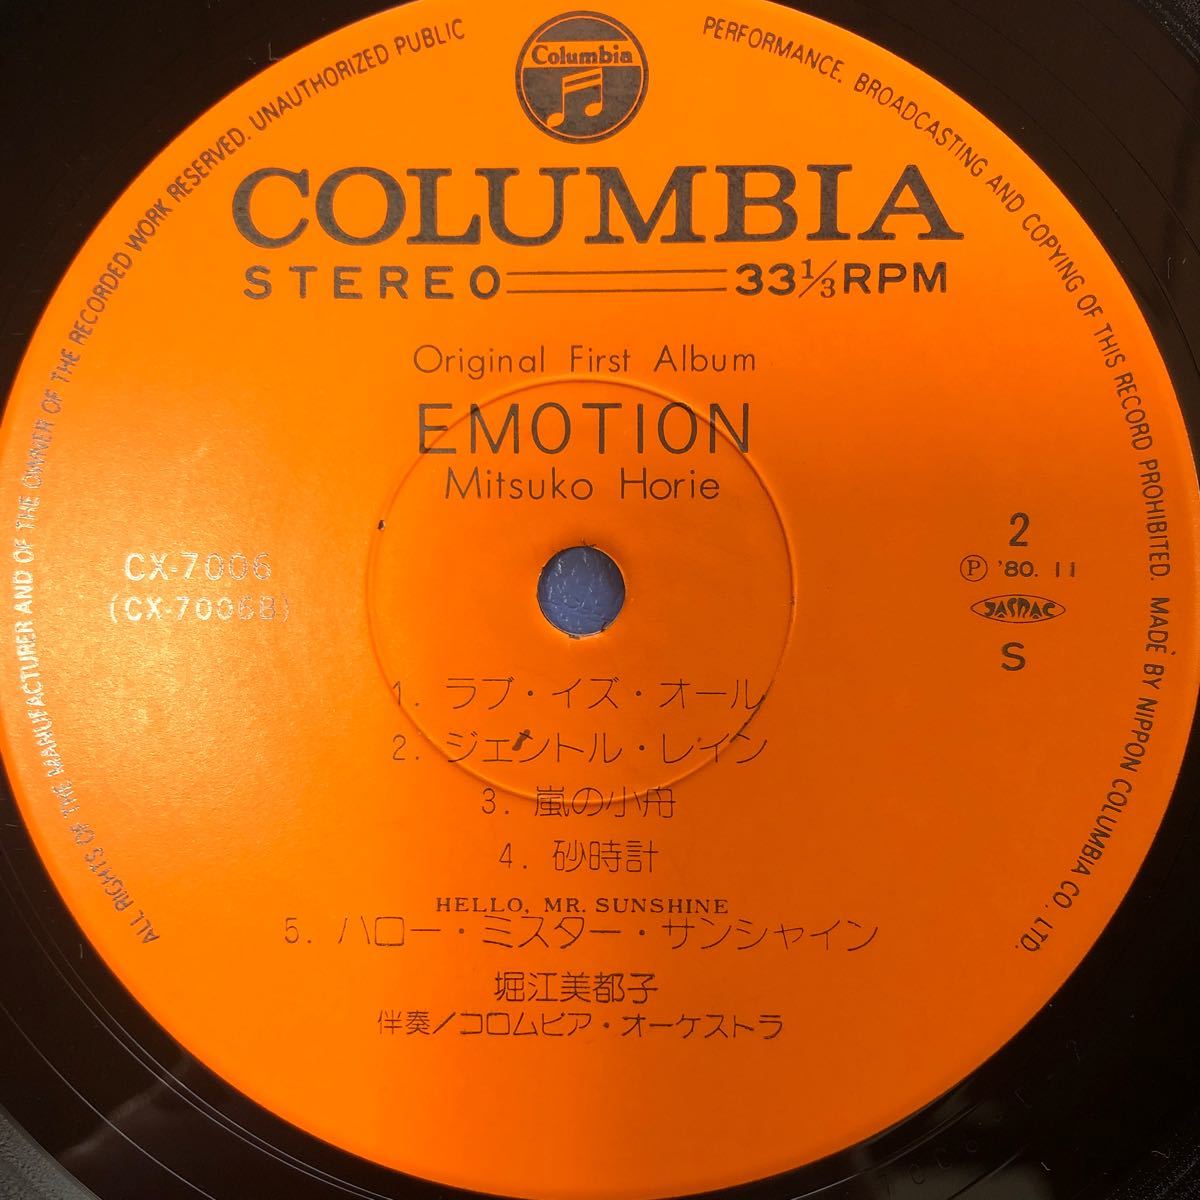 Columbia
COLUMBIA
STEREO 33 1/3 RPM
Original First Album
EMOTION
Mitsuko Horie
CX-7006
(CX-7006B)
2
Ⓟ '80. 11
JASRAC
S
1. ラブ・イズ・オール
2. ジェントル・レイン
3. 嵐の小舟
4. 砂時計
HELLO, MR. SUNSHINE
5. ハロー・ミスター・サンシャイン
堀江美都子
伴奏/コロムビア・オーケストラ
ALL RIGHTS OF THE MANUFACTURER AND OF THE OWNER OF THE RECORDED WORK RESERVED. UNAUTHORIZED PUBLIC PERFORMANCE. BROADCASTING AND COPYING OF THIS RECORD PROHIBITED. MADE BY NIPPON COLUMBIA CO., LTD.